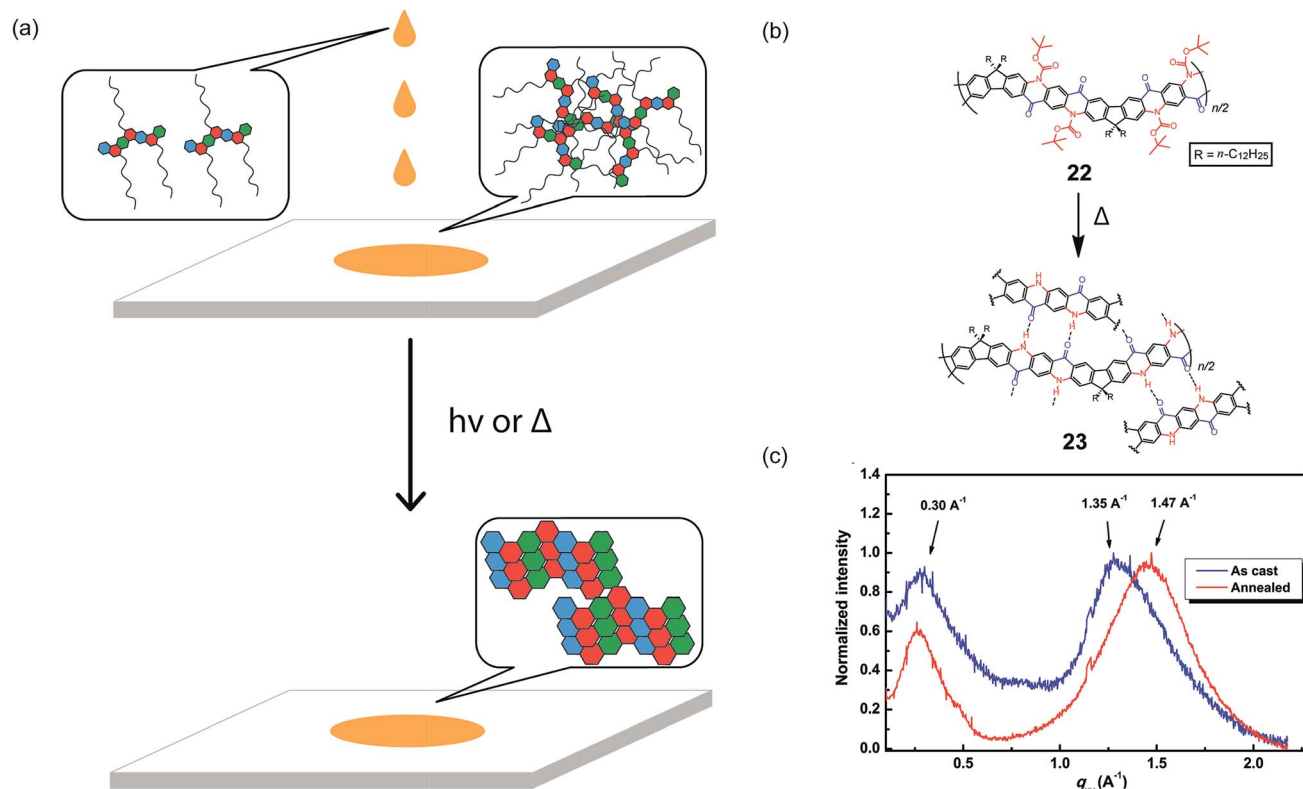 (a)
hν or Δ
(b)
R R
O O
N
O
O
O O
N
O
O
N
O
R R
O
N
O
O
O
n/2
R = n-C12H25
22
Δ
H
N
O
O
N
H
R R
H
N
O
O
H
N
O
N
H
R R
N
H
O
n/2
O
H
N
N
H
O
23
(c)
1.4
1.2
1.0
0.8
0.6
0.4
0.2
0.0
Normalized intensity
0.30 A-1
1.35 A-1
1.47 A-1
As cast
Annealed
0.5 1.0 1.5 2.0
(A-1)